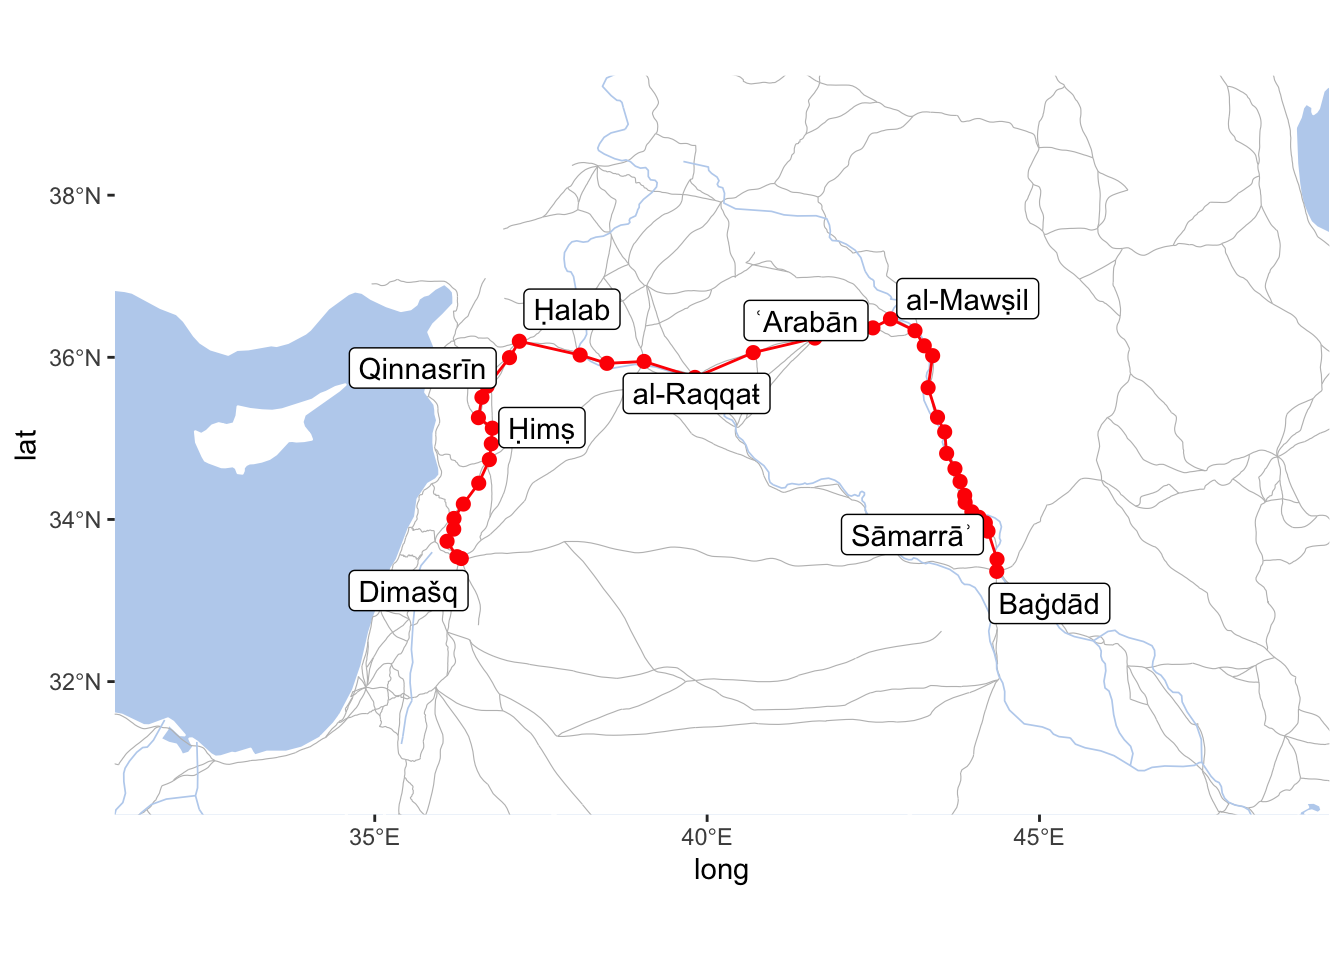 38°N
al-Mawṣil
Ḥalab
ʿArabān
36°N
Qinnasrīn
al-Raqqaŧ
Ḥimṣ
lat
34°N
Sāmarrāʾ
Dimašq
Baġdād
32°N
35°E
40°E
45°E
long